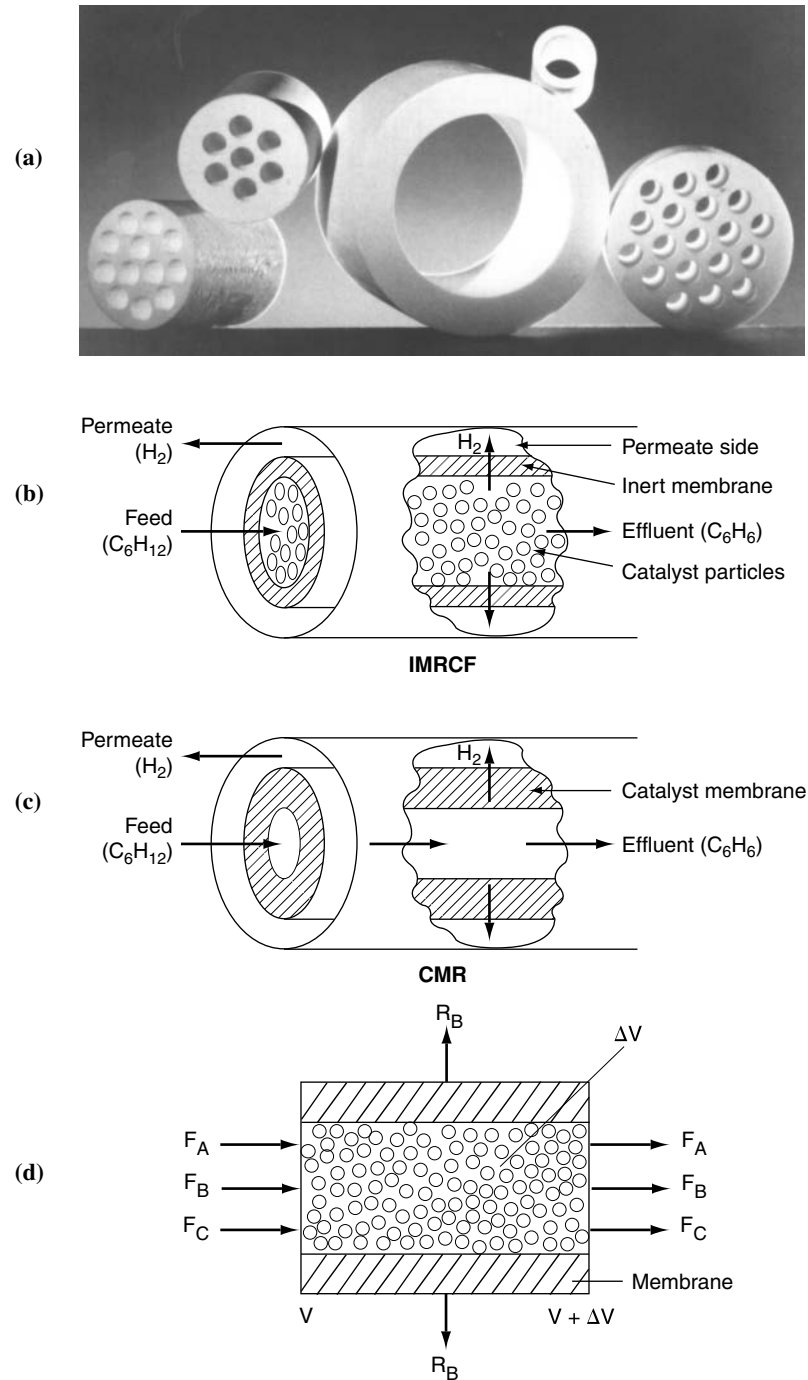 (a)
(b)
Permeate
(H2)
Feed
(C6H12)
H2
Permeate side
Inert membrane
Effluent (C6H6)
Catalyst particles
IMRCF
(c)
Permeate
(H2)
Feed
(C6H12)
H2
Catalyst membrane
Effluent (C6H6)
CMR
(d)
RB
ΔV
FA
FB
FC
FA
FB
FC
Membrane
V
V + ΔV
RB